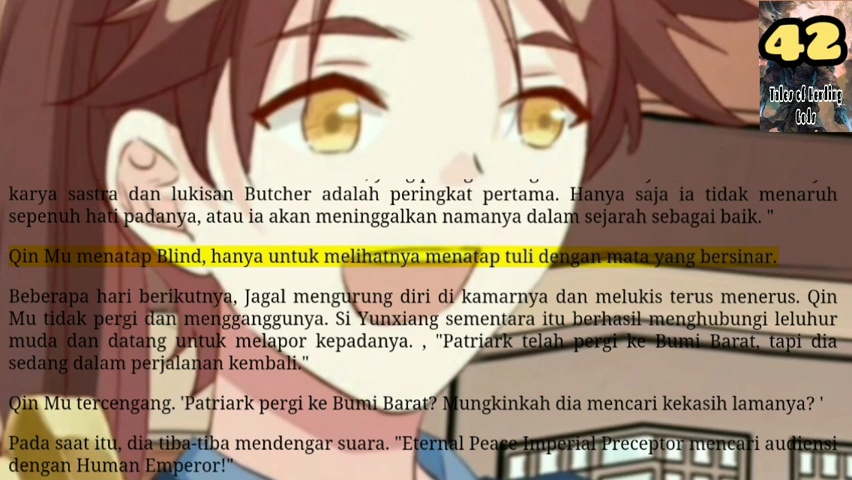 42
Tales of Herding
Gods
karya sastra dan lukisan Butcher adalah peringkat pertama. Hanya saja ia tidak menaruh
sepenuh hati padanya, atau ia akan meninggalkan namanya dalam sejarah sebagai baik. "
Qin Mu menatap Blind, hanya untuk melihatnya menatap tuli dengan mata yang bersinar.
Beberapa hari berikutnya, Jagal mengurung diri di kamarnya dan melukis terus menerus. Qin
Mu tidak pergi dan mengganggunya. Si Yunxiang sementara itu berhasil menghubungi leluhur
muda dan datang untuk melapor kepadanya. , "Patriark telah pergi ke Bumi Barat, tapi dia
sedang dalam perjalanan kembali."
Qin Mu tercengang. 'Patriark pergi ke Bumi Barat? Mungkinkah dia mencari kekasih lamanya? '
Pada saat itu, dia tiba-tiba mendengar suara. "Eternal Peace Imperial Preceptor mencari audiensi
dengan Human Emperor!"